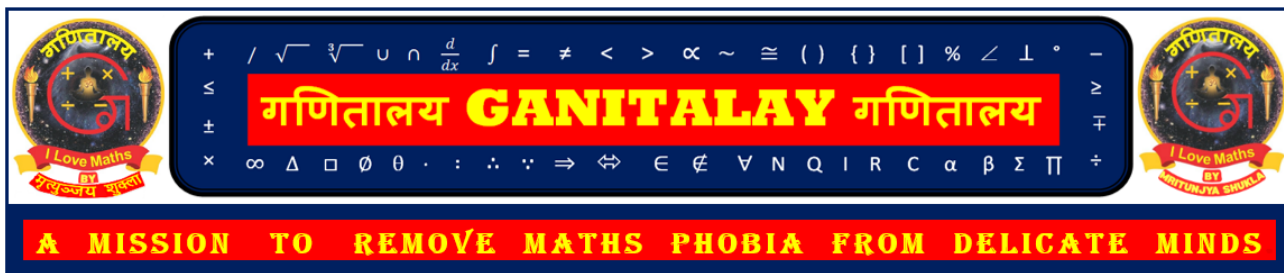 गणितालय
+ ×
÷ −
I Love Maths
BY
मृत्युञ्जय शुक्ला
+ / √ ∛ ∪ ∩ d/dx ∫ = ≠ < > ∝ ~ ≅ ( ) { } [ ] % ∠ ⊥ ° −
≤ ≥
गणितालय GANITALAY गणितालय
± ∓
× ∞ Δ □ Ø θ · : ∴ ∵ ⇒ ⇔ ∈ ∉ ∀ N Q I R C α β Σ ∏ ÷
गणितालय
+ ×
÷ −
I Love Maths
BY
MRITUNJYA SHUKLA
A MISSION TO REMOVE MATHS PHOBIA FROM DELICATE MINDS